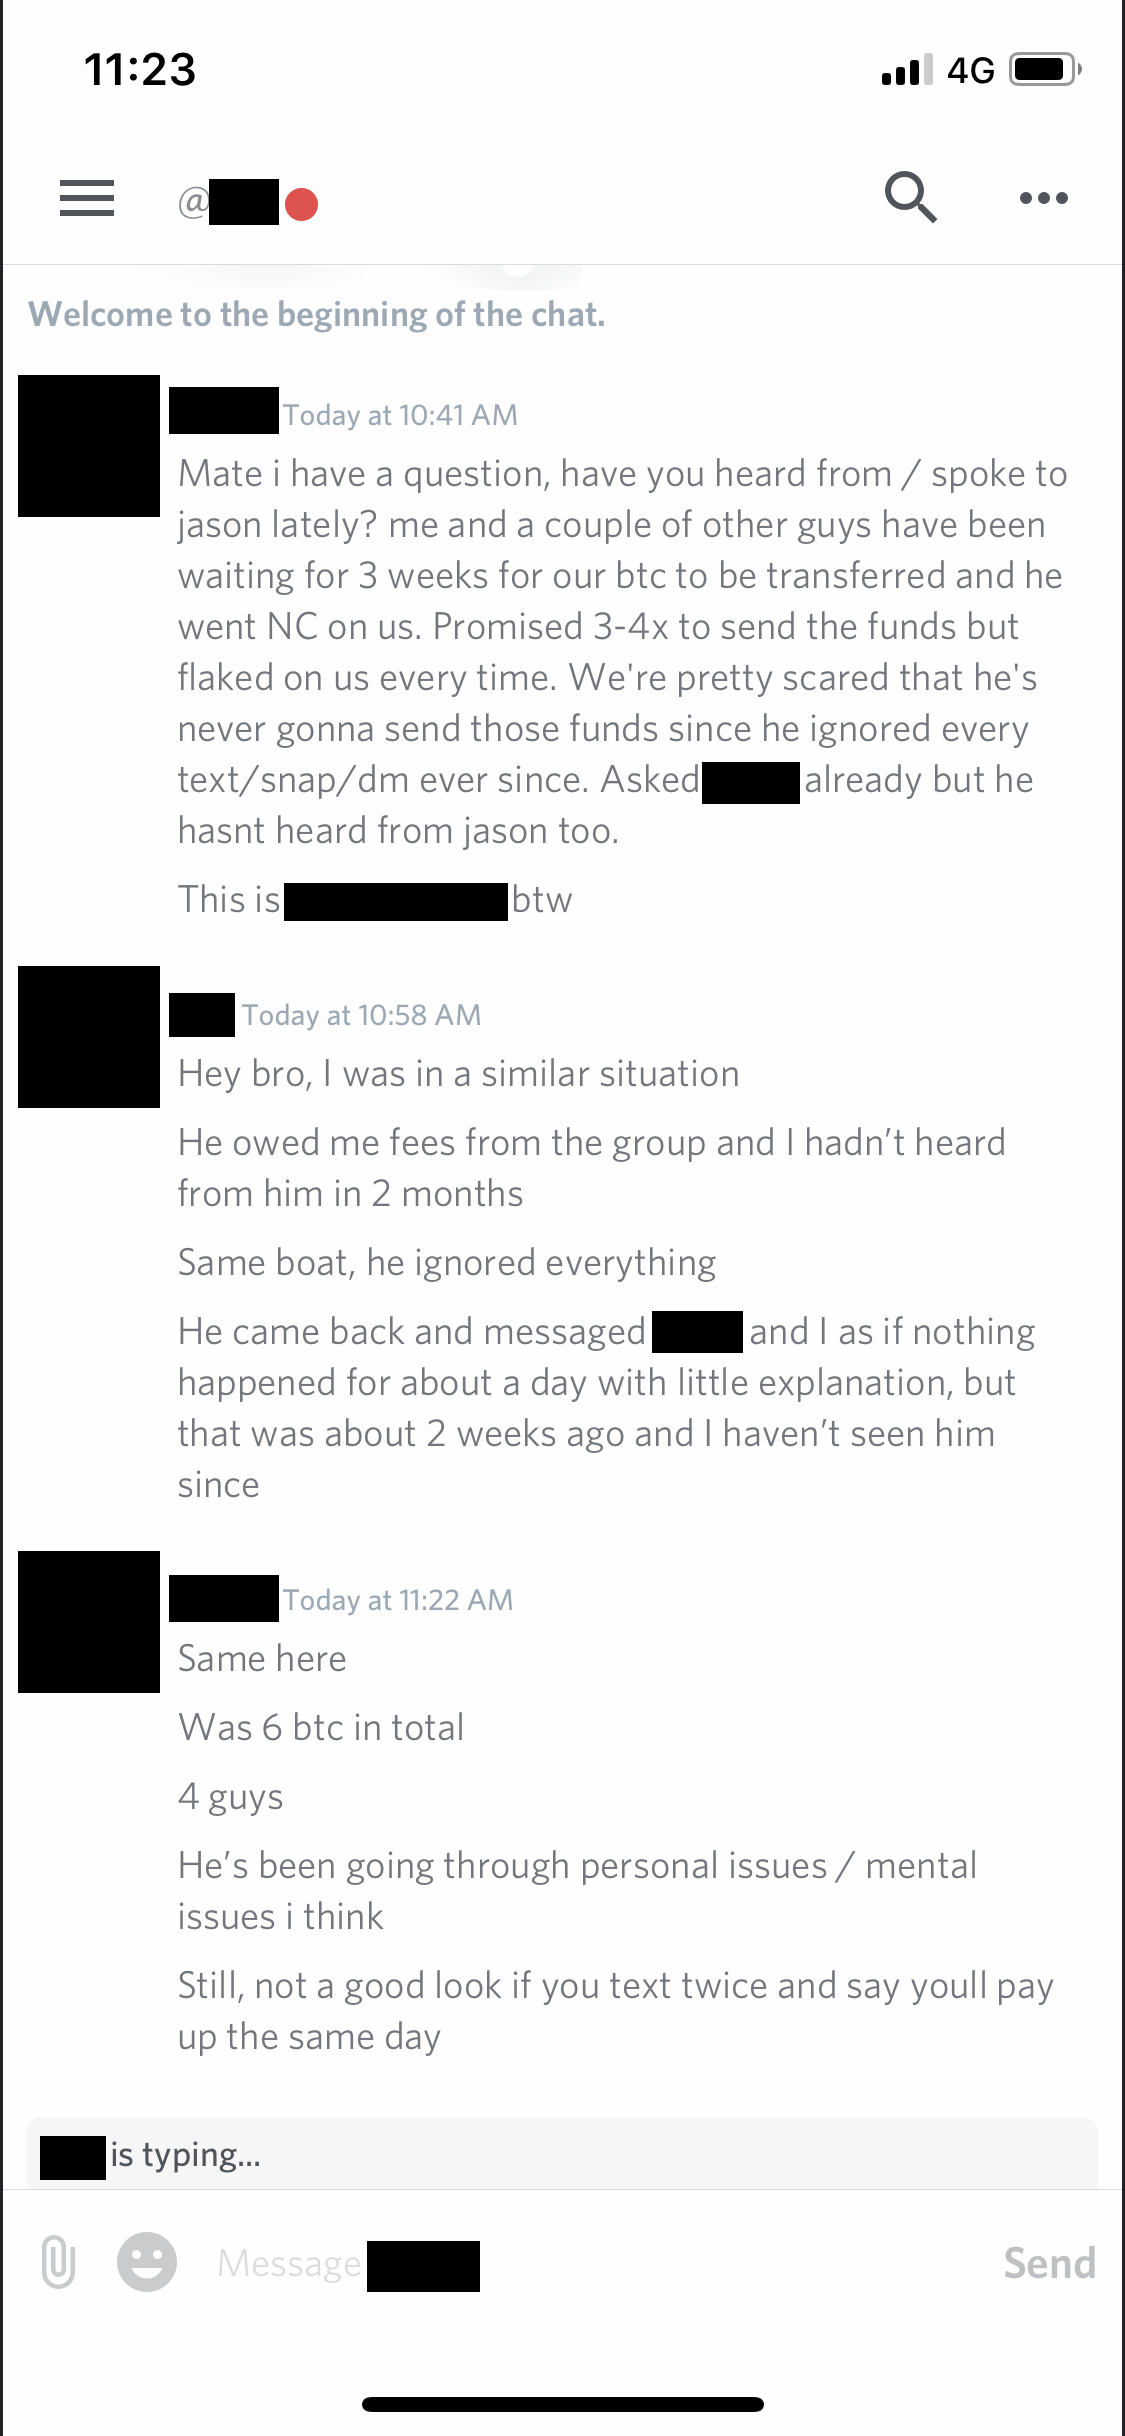 11:23
4G
@
Welcome to the beginning of the chat.
Today at 10:41 AM
Mate i have a question, have you heard from / spoke to
jason lately? me and a couple of other guys have been
waiting for 3 weeks for our btc to be transferred and he
went NC on us. Promised 3-4x to send the funds but
flaked on us every time. We're pretty scared that he's
never gonna send those funds since he ignored every
text/snap/dm ever since. Asked already but he
hasnt heard from jason too.
This is btw
Today at 10:58 AM
Hey bro, I was in a similar situation
He owed me fees from the group and I hadn’t heard
from him in 2 months
Same boat, he ignored everything
He came back and messaged and I as if nothing
happened for about a day with little explanation, but
that was about 2 weeks ago and I haven’t seen him
since
Today at 11:22 AM
Same here
Was 6 btc in total
4 guys
He’s been going through personal issues / mental
issues i think
Still, not a good look if you text twice and say youll pay
up the same day
is typing...
Message
Send